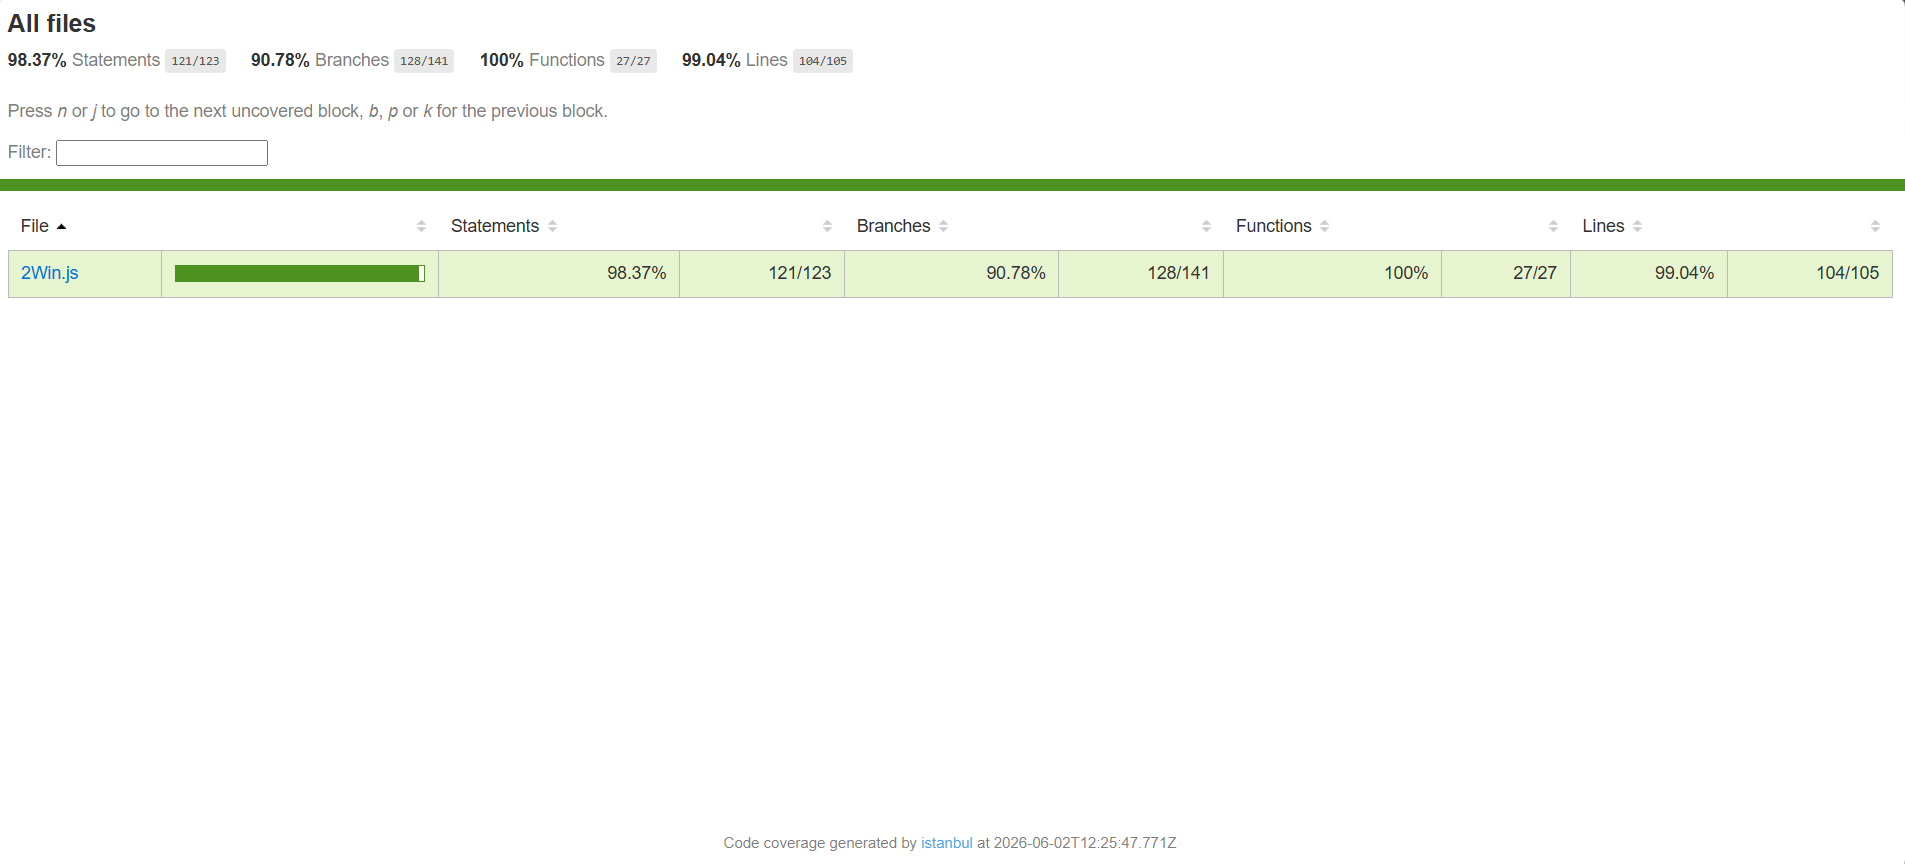 All files
98.37% Statements 121/123 90.78% Branches 128/141 100% Functions 27/27 99.04% Lines 104/105
Press n or j to go to the next uncovered block, b, p or k for the previous block.
Filter:
File Statements Branches Functions Lines
2Win.js 98.37% 121/123 90.78% 128/141 100% 27/27 99.04% 104/105
Code coverage generated by istanbul at 2026-06-02T12:25:47.771Z